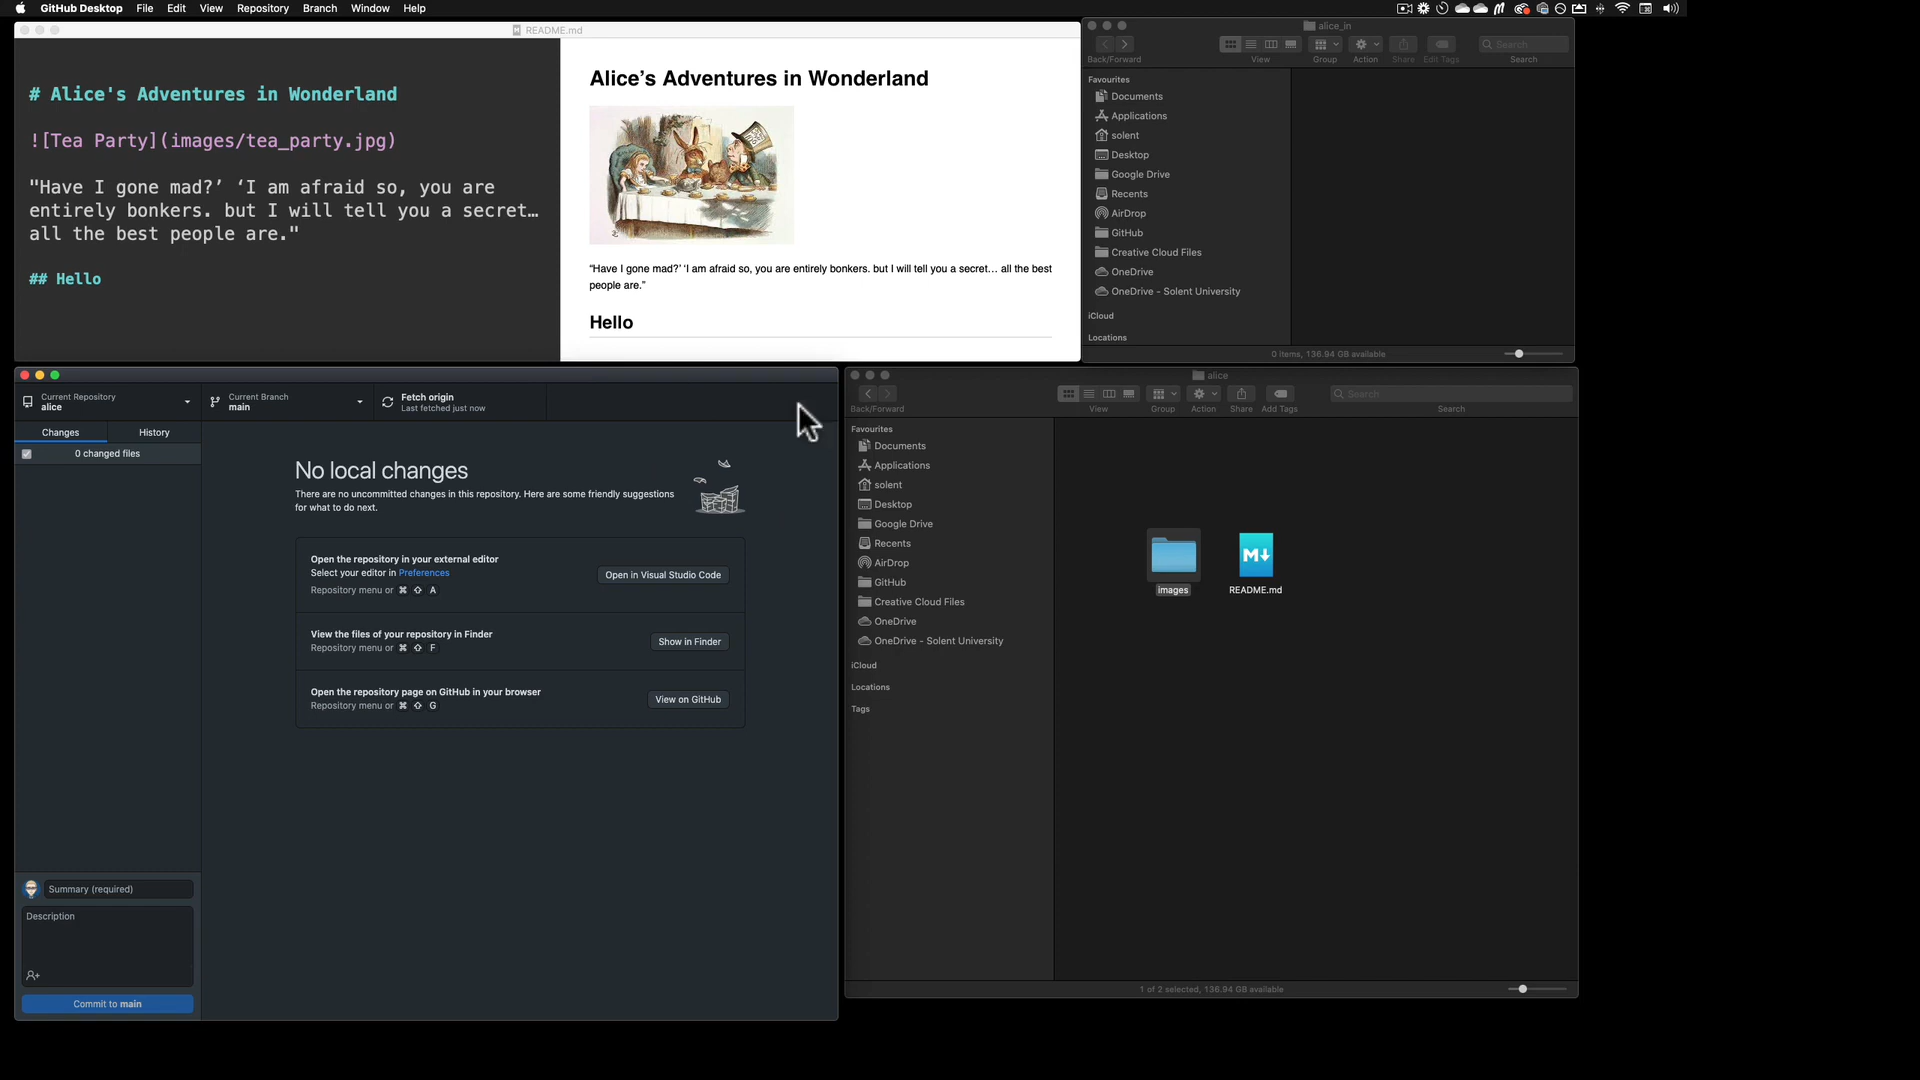 GitHub Desktop File Edit View Repository Branch Window Help
README.md
# Alice's Adventures in Wonderland
![Tea Party](images/tea_party.jpg)
"Have I gone mad?’ ‘I am afraid so, you are
entirely bonkers. but I will tell you a secret…
all the best people are."
## Hello
Alice’s Adventures in Wonderland
“Have I gone mad?’ ‘I am afraid so, you are entirely bonkers. but I will tell you a secret… all the best
people are.”
Hello
alice_in
Search
Back/Forward View Group Action Share Edit Tags Search
Favourites
Documents
Applications
solent
Desktop
Google Drive
Recents
AirDrop
GitHub
Creative Cloud Files
OneDrive
OneDrive - Solent University
iCloud
Locations
0 items, 136.94 GB available
Current Repository
alice
Current Branch
main
Fetch origin
Last fetched just now
Changes History
0 changed files
No local changes
There are no uncommitted changes in this repository. Here are some friendly suggestions
for what to do next.
Open the repository in your external editor
Select your editor in Preferences
Repository menu or ⌘ ⇧ A
Open in Visual Studio Code
View the files of your repository in Finder
Repository menu or ⌘ ⇧ F
Show in Finder
Open the repository page on GitHub in your browser
Repository menu or ⌘ ⇧ G
View on GitHub
Summary (required)
Description
Commit to main
alice
Search
Back/Forward View Group Action Share Add Tags Search
Favourites
Documents
Applications
solent
Desktop
Google Drive
Recents
AirDrop
GitHub
Creative Cloud Files
OneDrive
OneDrive - Solent University
iCloud
Locations
Tags
M↓
images README.md
1 of 2 selected, 136.94 GB available